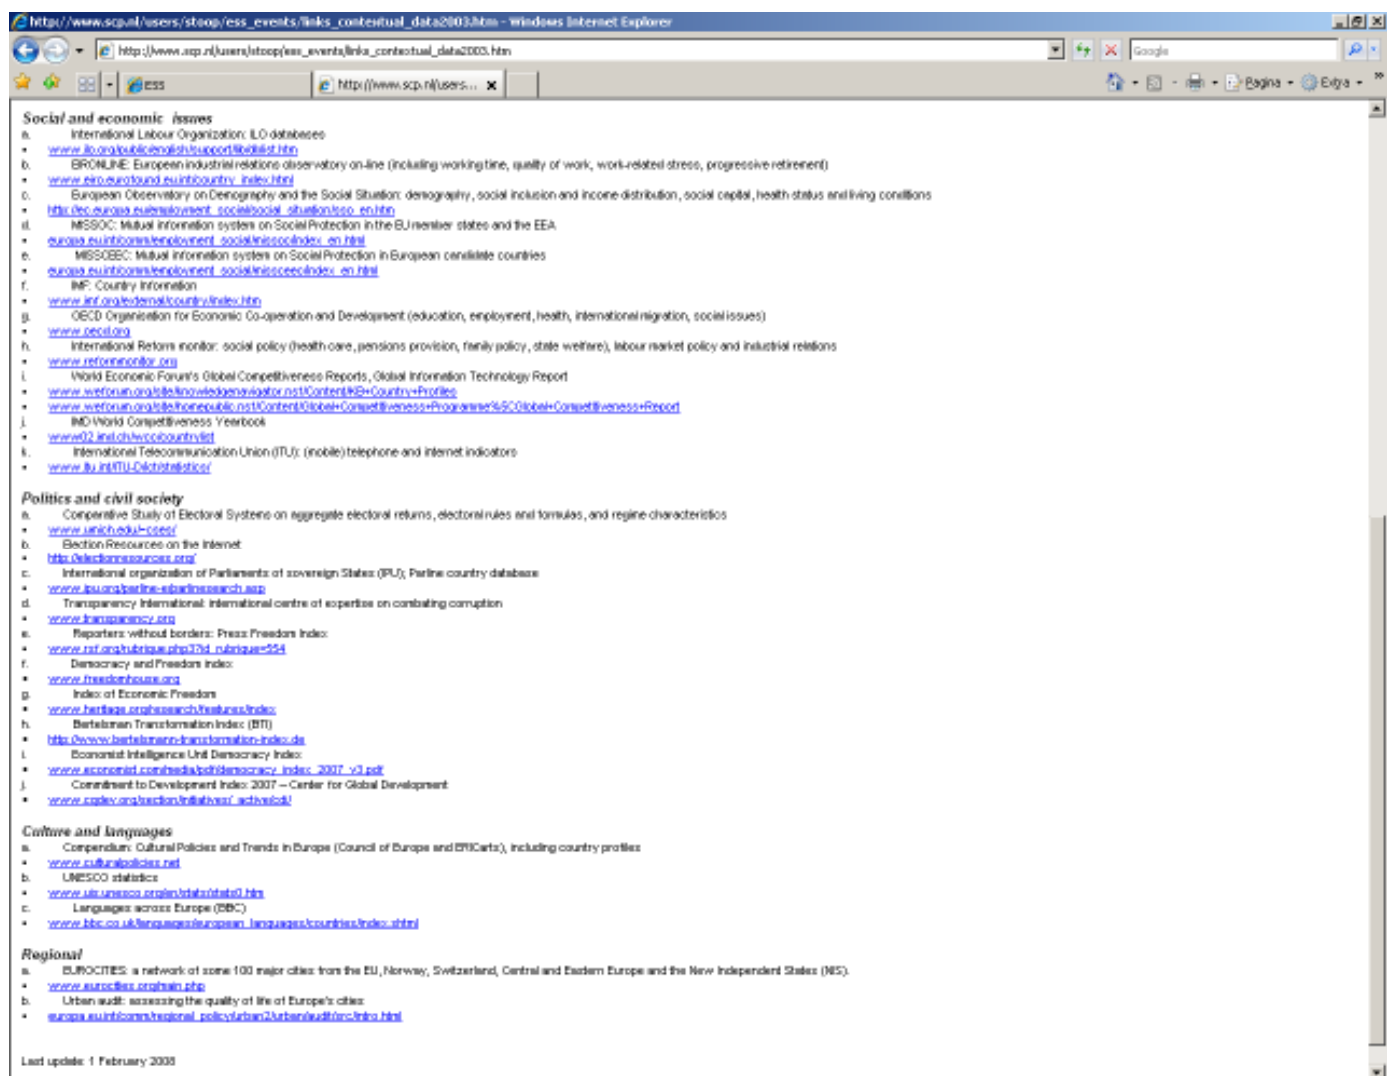 http://www.scp.nl/users/stoop/ess_events/links_contextual_data2003.htm - Windows Internet Explorer
http://www.scp.nl/users/stoop/ess_events/links_contextual_data2003.htm
Google
ESS
http://www.scp.nl/users...
Pagina
Extra
Social and economic issues
a. International Labour Organization: ILO databases
www.ilo.org/public/english/support/lib/dblist.htm
b. EIRONLINE: European industrial relations observatory on-line (including working time, quality of work, work-related stress, progressive retirement)
www.eiro.eurofound.eu.int/country_index.html
c. European Observatory on Demography and the Social Situation: demography, social inclusion and income distribution, social capital, health status and living conditions
http://ec.europa.eu/employment_social/social_situation/sso_en.htm
d. MISSOC: Mutual information system on Social Protection in the EU member states and the EEA
europa.eu.int/comm/employment_social/missoc/index_en.html
e. MISSCEEC: Mutual information system on Social Protection in European candidate countries
europa.eu.int/comm/employment_social/missceec/index_en.html
f. IMF: Country Information
www.imf.org/external/country/index.htm
g. OECD Organisation for Economic Co-operation and Development (education, employment, health, international migration, social issues)
www.oecd.org
h. International Reform monitor: social policy (health care, pensions provision, family policy, state welfare), labour market policy and industrial relations
www.reformmonitor.org
i. World Economic Forum's Global Competitiveness Reports, Global Information Technology Report
www.weforum.org/site/knowledgenavigator.nsf/Content/KB+Country+Profiles
www.weforum.org/site/homepublic.nsf/Content/Global+Competitiveness+Programme%5CGlobal+Competitiveness+Report
j. IMD World Competitiveness Yearbook
www02.imd.ch/wcc/countrylist
k. International Telecommunication Union (ITU): (mobile) telephone and internet indicators
www.itu.int/ITU-D/ict/statistics/
Politics and civil society
a. Comparative Study of Electoral Systems on aggregate electoral returns, electoral rules and formulas, and regime characteristics
www.umich.edu/~cses/
b. Election Resources on the Internet
http://electionresources.org/
c. International organization of Parliaments of sovereign States (IPU); Parline country database
www.ipu.org/parline-e/parlinesearch.asp
d. Transparency International: international centre of expertise on combating corruption
www.transparency.org
e. Reporters without borders: Press Freedom Index
www.rsf.org/rubrique.php3?id_rubrique=554
f. Democracy and Freedom index
www.freedomhouse.org
g. Index of Economic Freedom
www.heritage.org/research/features/index
h. Bertelsman Transformation Index (BTI)
http://www.bertelsmann-transformation-index.de
i. Economist Intelligence Unit Democracy Index
www.economist.com/media/pdf/democracy_index_2007_v3.pdf
j. Commitment to Development Index 2007 – Center for Global Development
www.cgdev.org/section/initiatives/_active/cdi/
Culture and languages
a. Compendium: Cultural Policies and Trends in Europe (Council of Europe and ERICarts), including country profiles
www.culturalpolicies.net
b. UNESCO statistics
www.uis.unesco.org/en/stats/stats0.htm
c. Languages across Europe (BBC)
www.bbc.co.uk/languages/european_languages/countries/index.shtml
Regional
a. EUROCITIES: a network of some 100 major cities from the EU, Norway, Switzerland, Central and Eastern Europe and the New Independent States (NIS).
www.eurocities.org/main.php
b. Urban audit: assessing the quality of life of Europe's cities
europa.eu.int/comm/regional_policy/urban2/urban/audit/src/intro.html
Last update: 1 February 2008